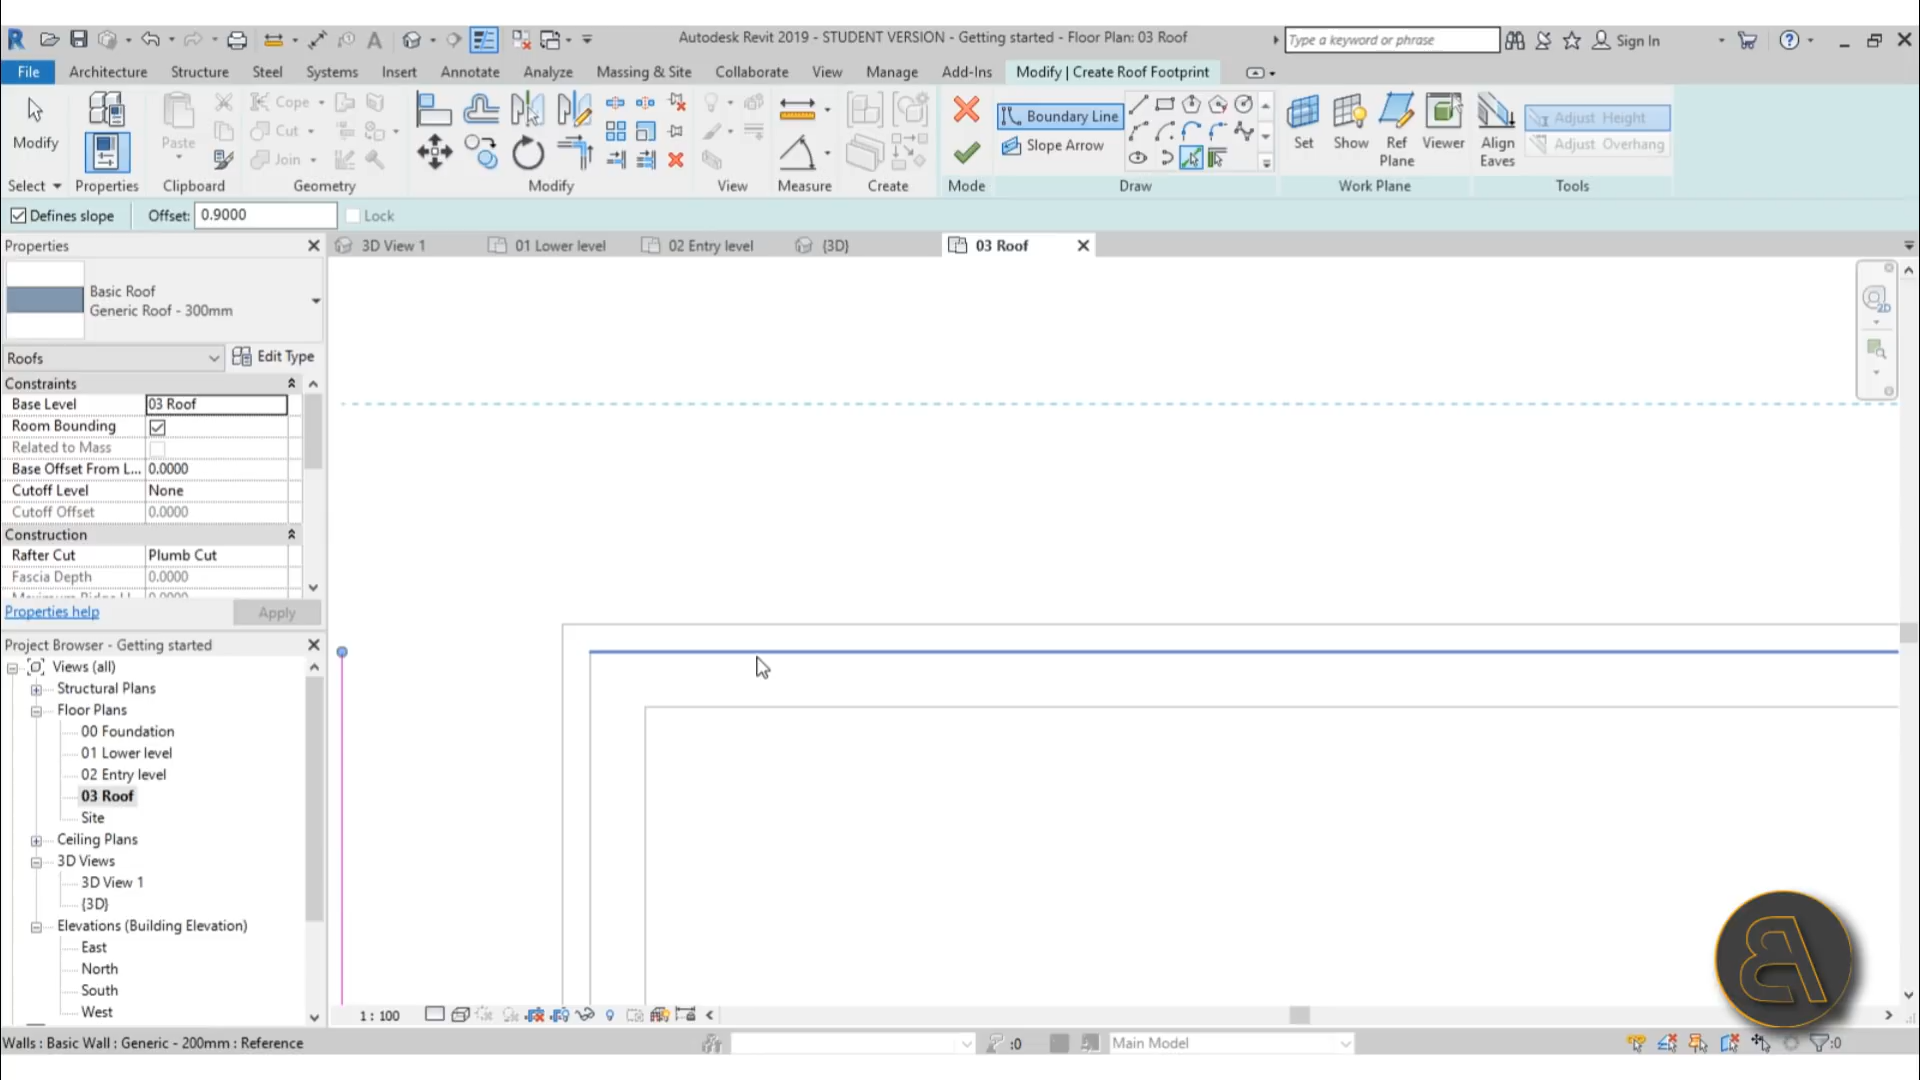 Autodesk Revit 2019 - STUDENT VERSION - Getting started - Floor Plan: 03 Roof
Type a keyword or phrase
Sign In
File Architecture Structure Steel Systems Insert Annotate Analyze Massing & Site Collaborate View Manage Add-Ins Modify | Create Roof Footprint
Modify
Paste
Cope
Cut
Join
Boundary Line
Slope Arrow
Set
Show
Ref Plane
Viewer
Align Eaves
Adjust Height
Adjust Overhang
Select Properties Clipboard Geometry Modify View Measure Create Mode Draw Work Plane Tools
Defines slope Offset: 0.9000 Lock
Properties
3D View 1 01 Lower level 02 Entry level {3D} 03 Roof
Basic Roof
Generic Roof - 300mm
Roofs Edit Type
Constraints
Base Level 03 Roof
Room Bounding
Related to Mass
Base Offset From L... 0.0000
Cutoff Level None
Cutoff Offset 0.0000
Construction
Rafter Cut Plumb Cut
Fascia Depth 0.0000
Properties help Apply
Project Browser - Getting started
Views (all)
Structural Plans
Floor Plans
00 Foundation
01 Lower level
02 Entry level
03 Roof
Site
Ceiling Plans
3D Views
3D View 1
{3D}
Elevations (Building Elevation)
East
North
South
West
1 : 100
Walls : Basic Wall : Generic - 200mm : Reference
:0
Main Model
:0
2D